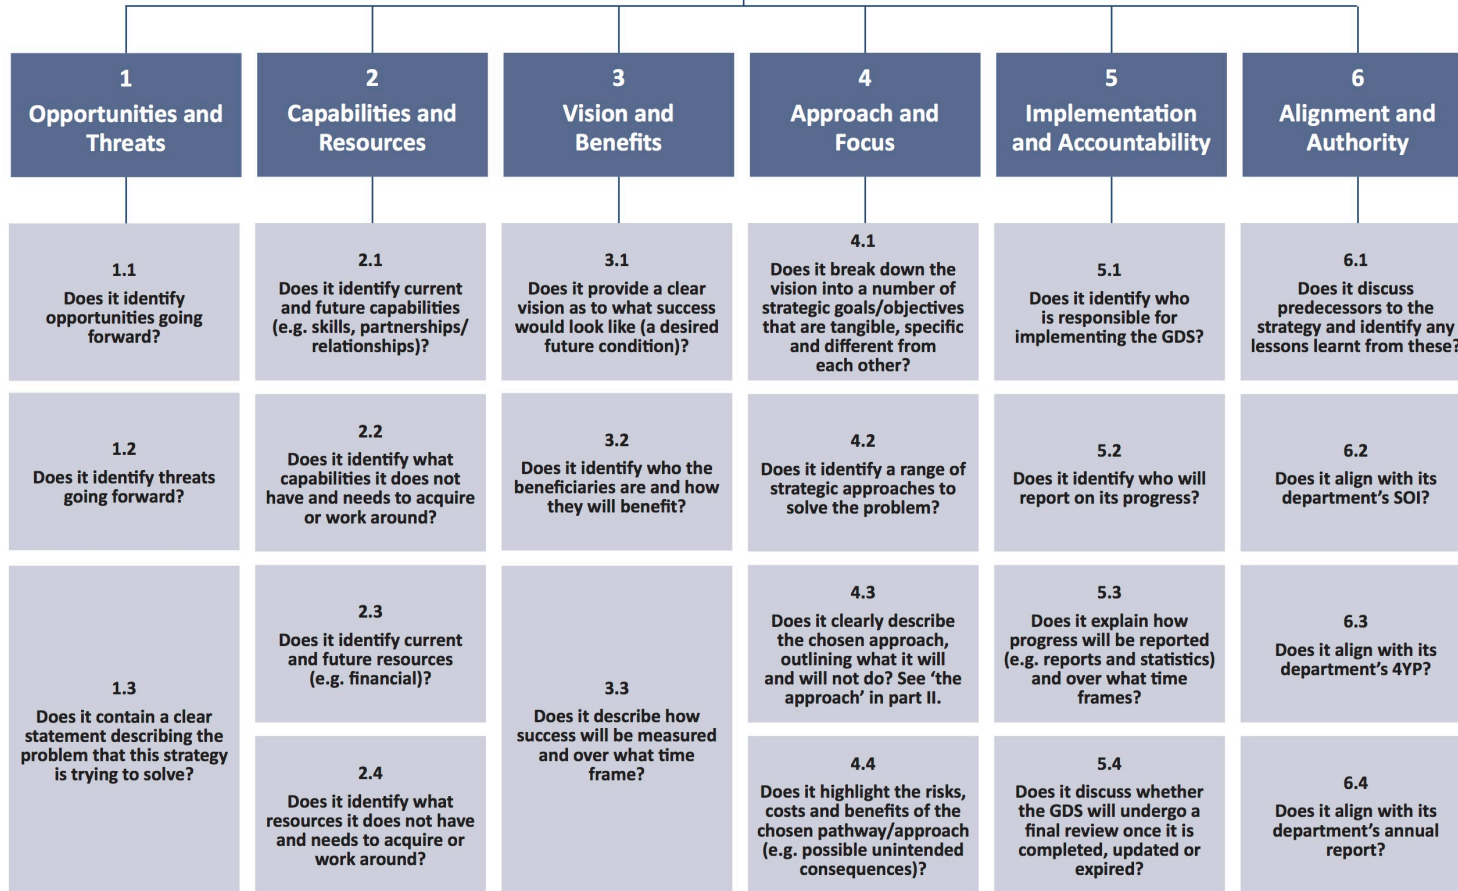 1
Opportunities and
Threats
2
Capabilities and
Resources
3
Vision and
Benefits
4
Approach and
Focus
5
Implementation
and Accountability
6
Alignment and
Authority
1.1
Does it identify
opportunities going
forward?
1.2
Does it identify threats
going forward?
1.3
Does it contain a clear
statement describing the
problem that this strategy
is trying to solve?
2.1
Does it identify current
and future capabilities
(e.g. skills, partnerships/
relationships)?
2.2
Does it identify what
capabilities it does not
have and needs to acquire
or work around?
2.3
Does it identify current
and future resources
(e.g. financial)?
2.4
Does it identify what
resources it does not have
and needs to acquire or
work around?
3.1
Does it provide a clear
vision as to what success
would look like (a desired
future condition)?
3.2
Does it identify who the
beneficiaries are and how
they will benefit?
3.3
Does it describe how
success will be measured
and over what time
frame?
4.1
Does it break down the
vision into a number of
strategic goals/objectives
that are tangible, specific
and different from
each other?
4.2
Does it identify a range of
strategic approaches to
solve the problem?
4.3
Does it clearly describe
the chosen approach,
outlining what it will
and will not do? See ‘the
approach’ in part II.
4.4
Does it highlight the risks,
costs and benefits of the
chosen pathway/approach
(e.g. possible unintended
consequences)?
5.1
Does it identify who
is responsible for
implementing the GDS?
5.2
Does it identify who will
report on its progress?
5.3
Does it explain how
progress will be reported
(e.g. reports and statistics)
and over what time
frames?
5.4
Does it discuss whether
the GDS will undergo a
final review once it is
completed, updated or
expired?
6.1
Does it discuss
predecessors to the
strategy and identify any
lessons learnt from these?
6.2
Does it align with its
department’s SOI?
6.3
Does it align with its
department’s 4YP?
6.4
Does it align with its
department’s annual
report?